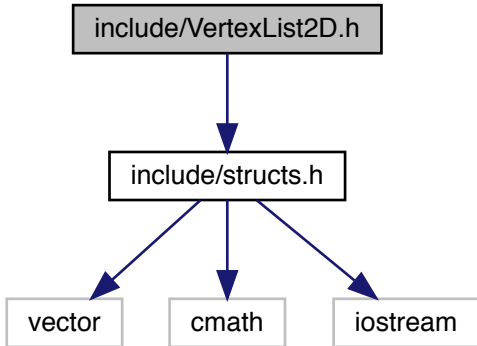 include/VertexList2D.h
include/structs.h
vector
cmath
iostream